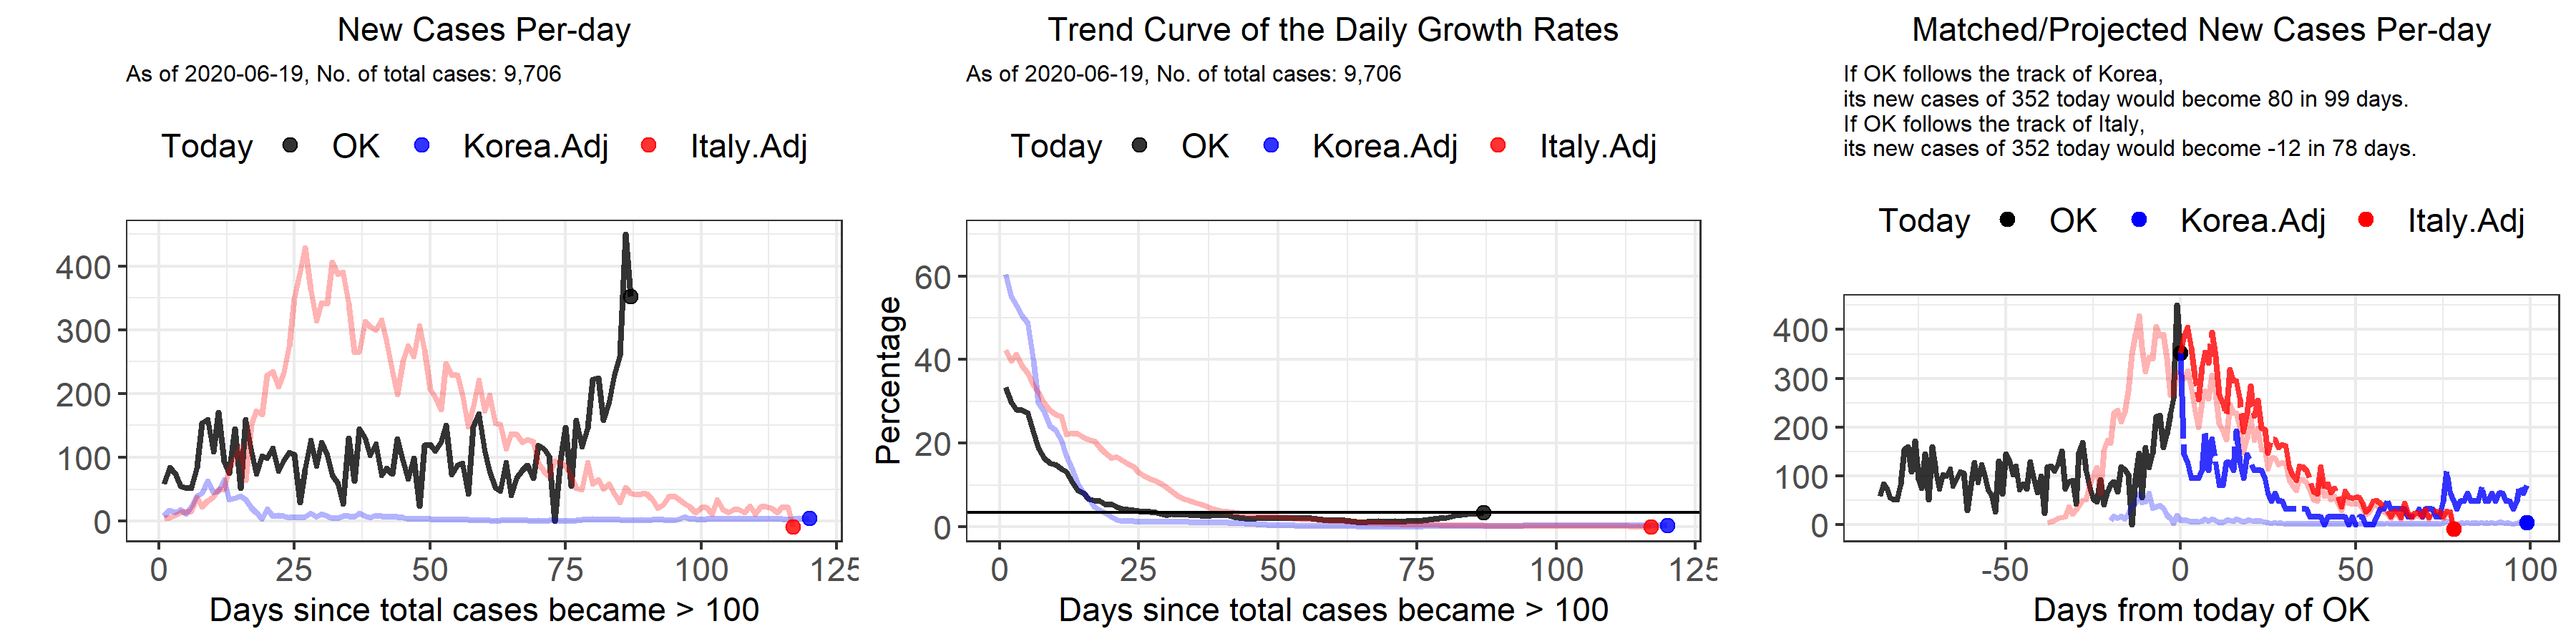 New Cases Per-day
As of 2020-06-19, No. of total cases: 9,706
Today OK Korea.Adj Italy.Adj
400
300
200
100
0
0 25 50 75 100 125
Days since total cases became > 100
Trend Curve of the Daily Growth Rates
As of 2020-06-19, No. of total cases: 9,706
Today OK Korea.Adj Italy.Adj
Percentage
60
40
20
0
0 25 50 75 100 125
Days since total cases became > 100
Matched/Projected New Cases Per-day
If OK follows the track of Korea,
its new cases of 352 today would become 80 in 99 days.
If OK follows the track of Italy,
its new cases of 352 today would become -12 in 78 days.
Today OK Korea.Adj Italy.Adj
400
300
200
100
0
-50 0 50 100
Days from today of OK